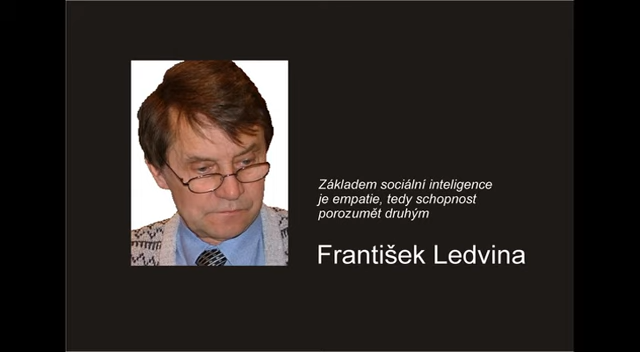 Základem sociální inteligence
je empatie, tedy schopnost
porozumět druhým
František Ledvina